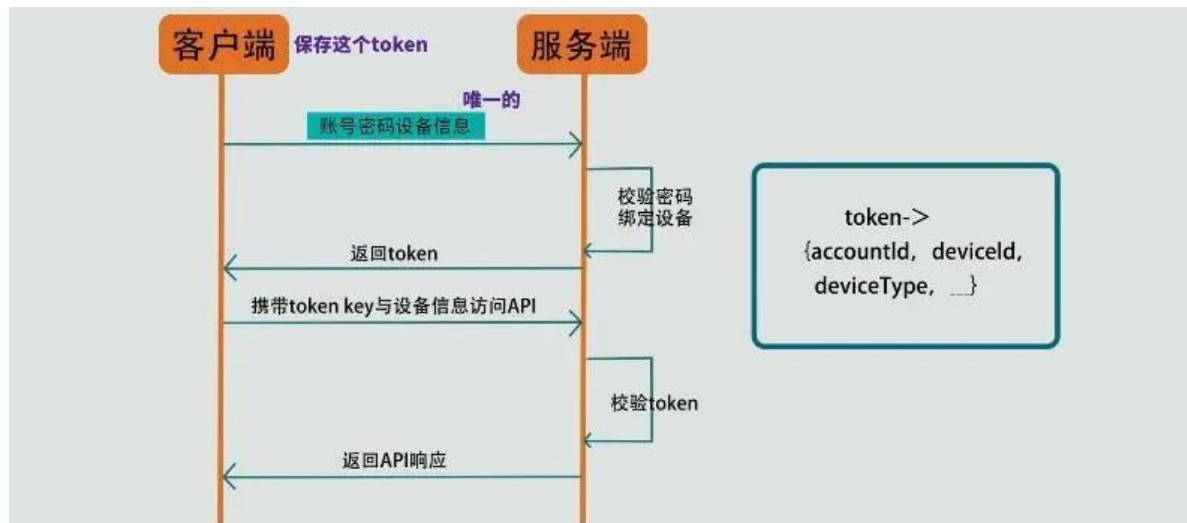 客户端
保存这个token
服务端
唯一的
账号密码设备信息
校验密码
绑定设备
返回token
携带token key与设备信息访问API
校验token
返回API响应
token->
{accountId, deviceId,
deviceType, __}